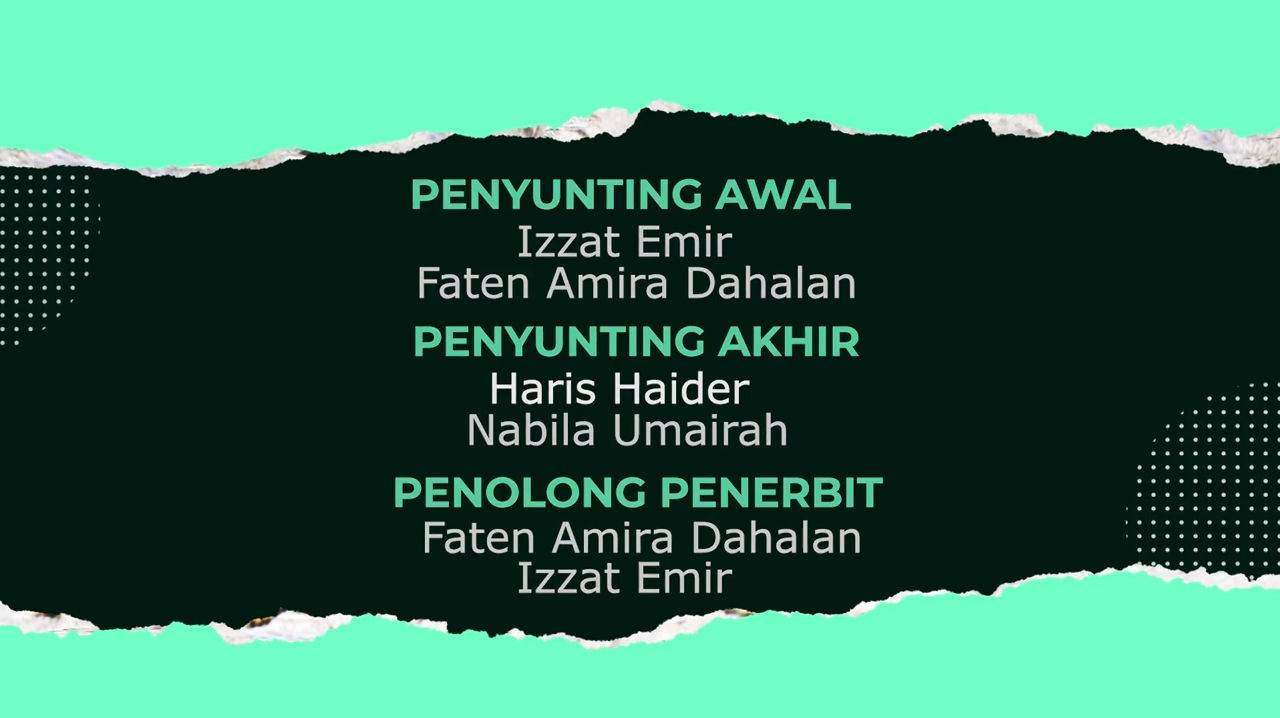 PENYUNTING AWAL
Izzat Emir
Faten Amira Dahalan
PENYUNTING AKHIR
Haris Haider
Nabila Umairah
PENOLONG PENERBIT
Faten Amira Dahalan
Izzat Emir